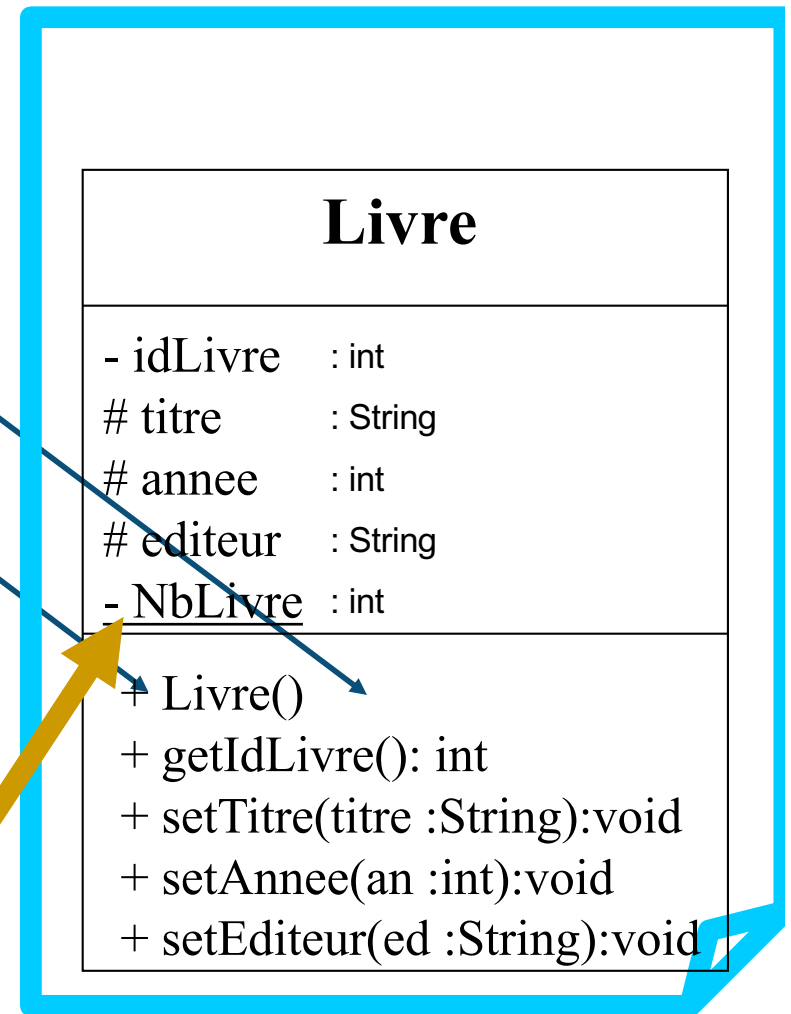 Livre
- idLivre : int
# titre : String
# annee : int
# editeur : String
- NbLivre : int
+ Livre()
+ getIdLivre(): int
+ setTitre(titre :String):void
+ setAnnee(an :int):void
+ setEditeur(ed :String):void